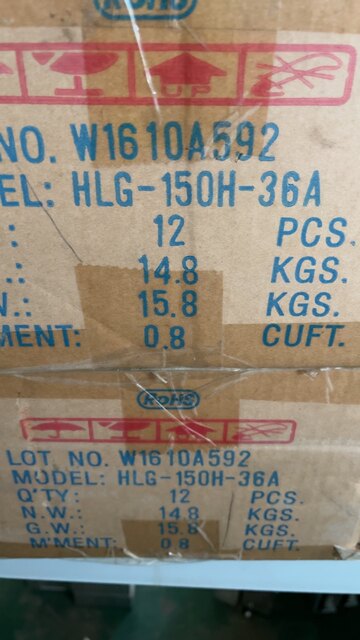 RoHS
UP
NO. W1610A592
EL: HLG-150H-36A
: 12 PCS.
.: 14.8 KGS.
W.: 15.8 KGS.
MENT: 0.8 CUFT.
RoHS
LOT NO. W1610A592
MODEL: HLG-150H-36A
Q'TY: 12 PCS.
N.W.: 14.8 KGS.
G.W.: 15.8 KGS.
M'MENT: 0.8 CUFT.